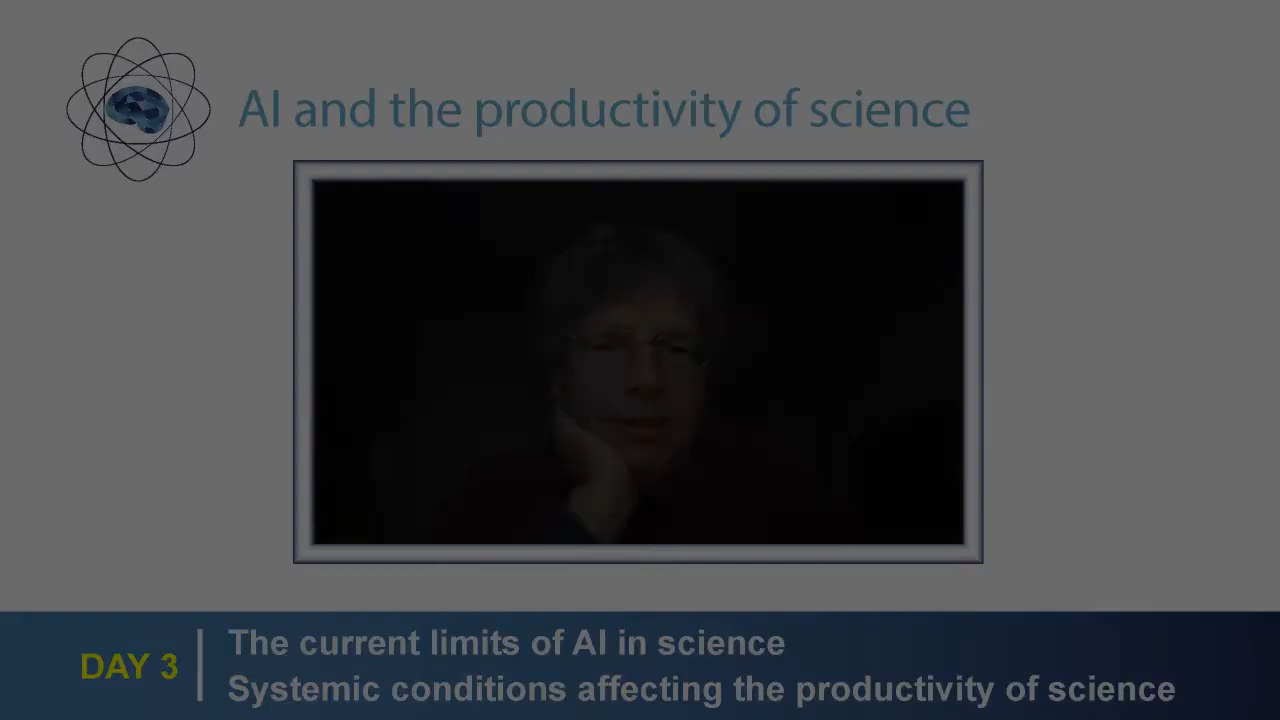 AI and the productivity of science
DAY 3
The current limits of AI in science
Systemic conditions affecting the productivity of science